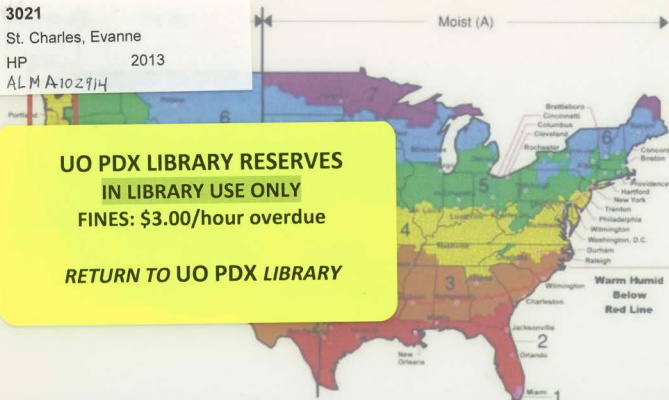 3021
St. Charles, Evanne
HP 2013
ALMA102914
Moist (A)
Portland
Helena
6
7
UO PDX LIBRARY RESERVES
IN LIBRARY USE ONLY
FINES: $3.00/hour overdue
RETURN TO UO PDX LIBRARY
Brattleboro
Cincinnati
Columbus
Cleveland
Rochester
6
Concord
Boston
Milwaukee
5
Providence
Hartford
New York
Trenton
Philadelphia
Wilmington
Washington, D.C.
Durham
Raleigh
4
Nashville
3
Wilmington
Charleston
Warm Humid
Below
Red Line
Jacksonville
2
Orlando
New
Orleans
Miami
1